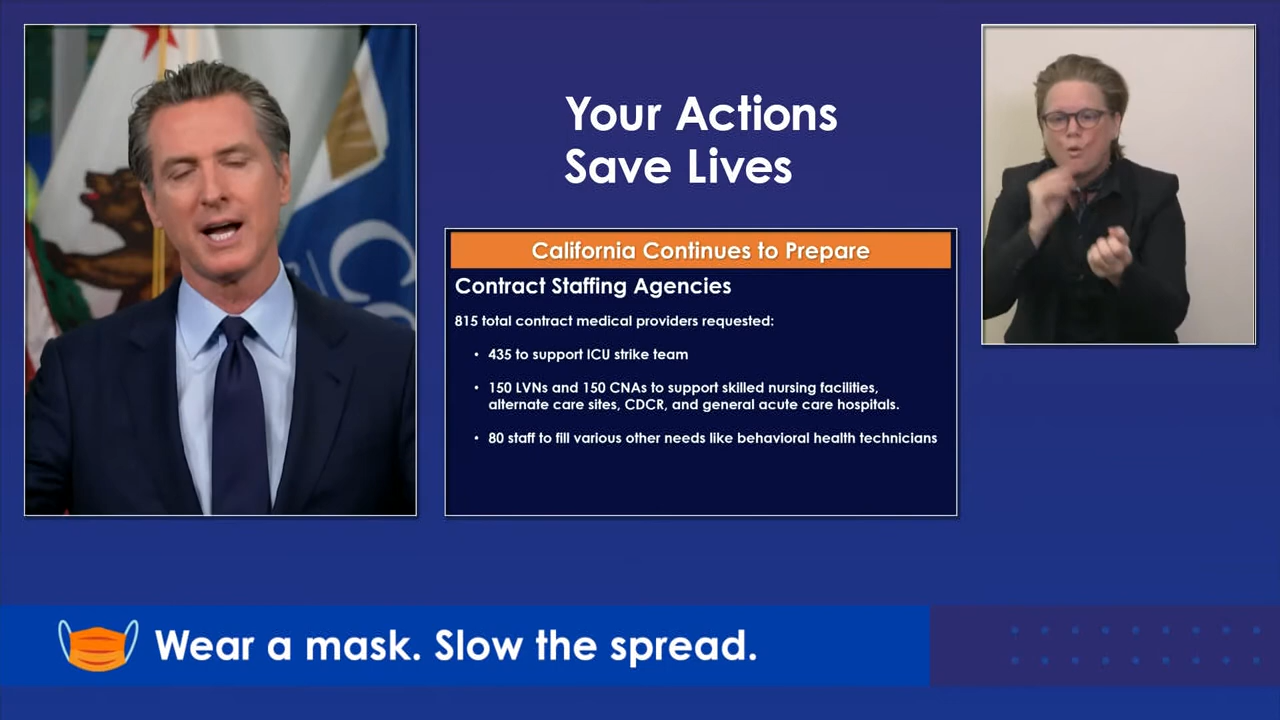 Your Actions
Save Lives
California Continues to Prepare
Contract Staffing Agencies
815 total contract medical providers requested:
• 435 to support ICU strike team
• 150 LVNs and 150 CNAs to support skilled nursing facilities,
alternate care sites, CDCR, and general acute care hospitals.
• 80 staff to fill various other needs like behavioral health technicians
Wear a mask. Slow the spread.